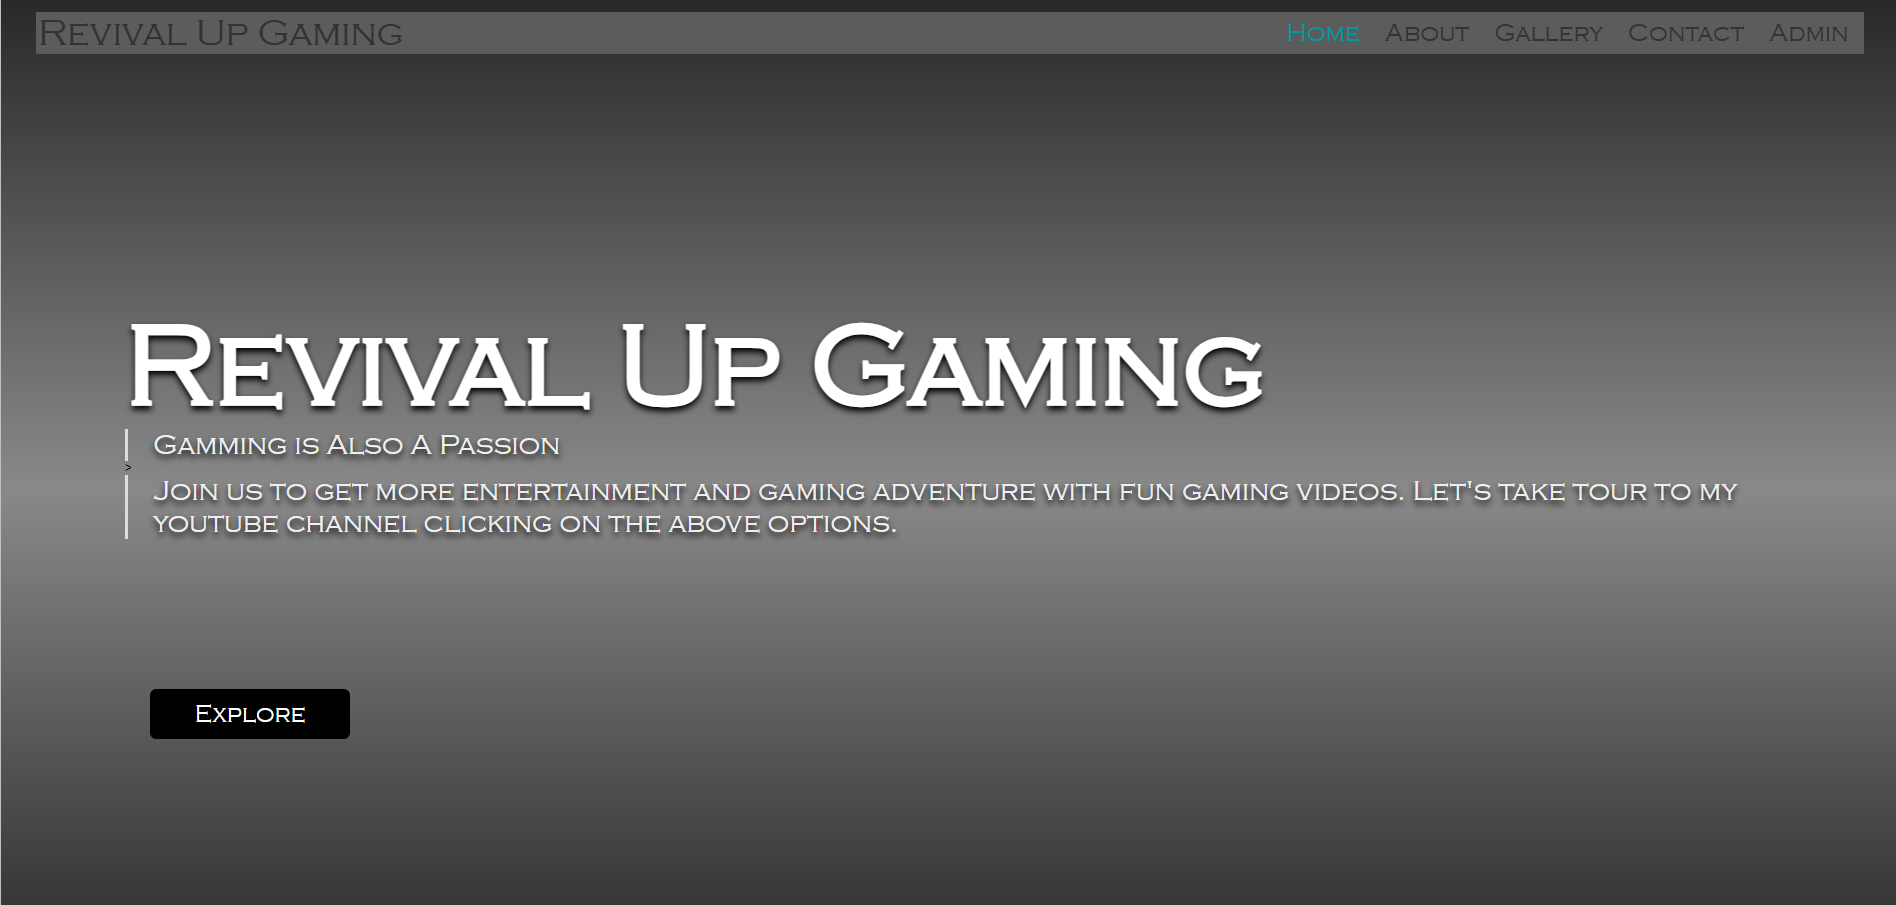 Revival Up Gaming
Home About Gallery Contact Admin
Revival Up Gaming
Gamming is Also A Passion
>
Join us to get more entertainment and gaming adventure with fun gaming videos. Let's take tour to my
youtube channel clicking on the above options.
Explore